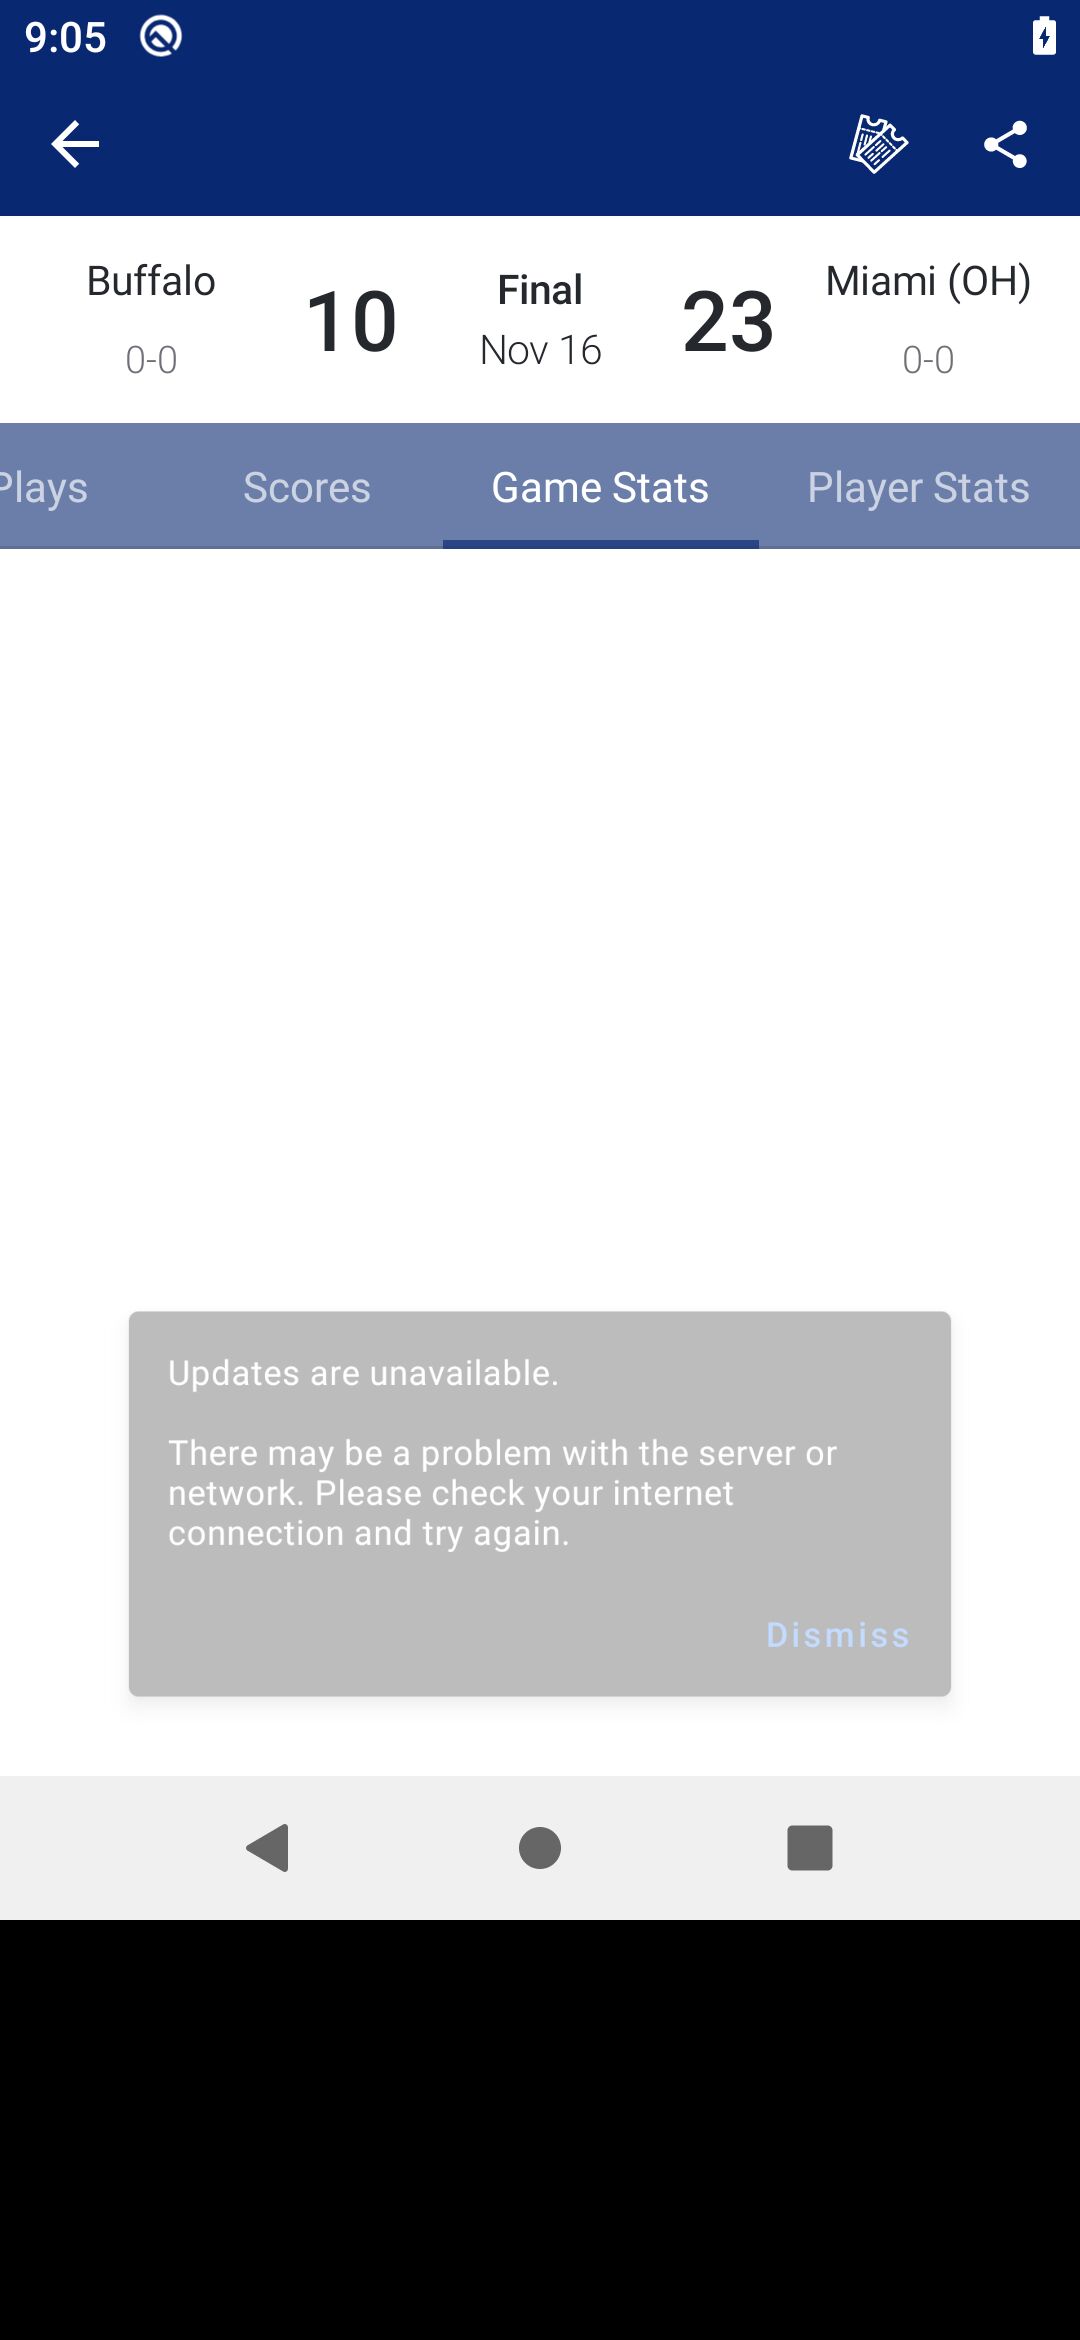 9:05
Buffalo
0-0
10
Final
Nov 16
23
Miami (OH)
0-0
Plays
Scores
Game Stats
Player Stats
Updates are unavailable.
There may be a problem with the server or
network. Please check your internet
connection and try again.
Dismiss